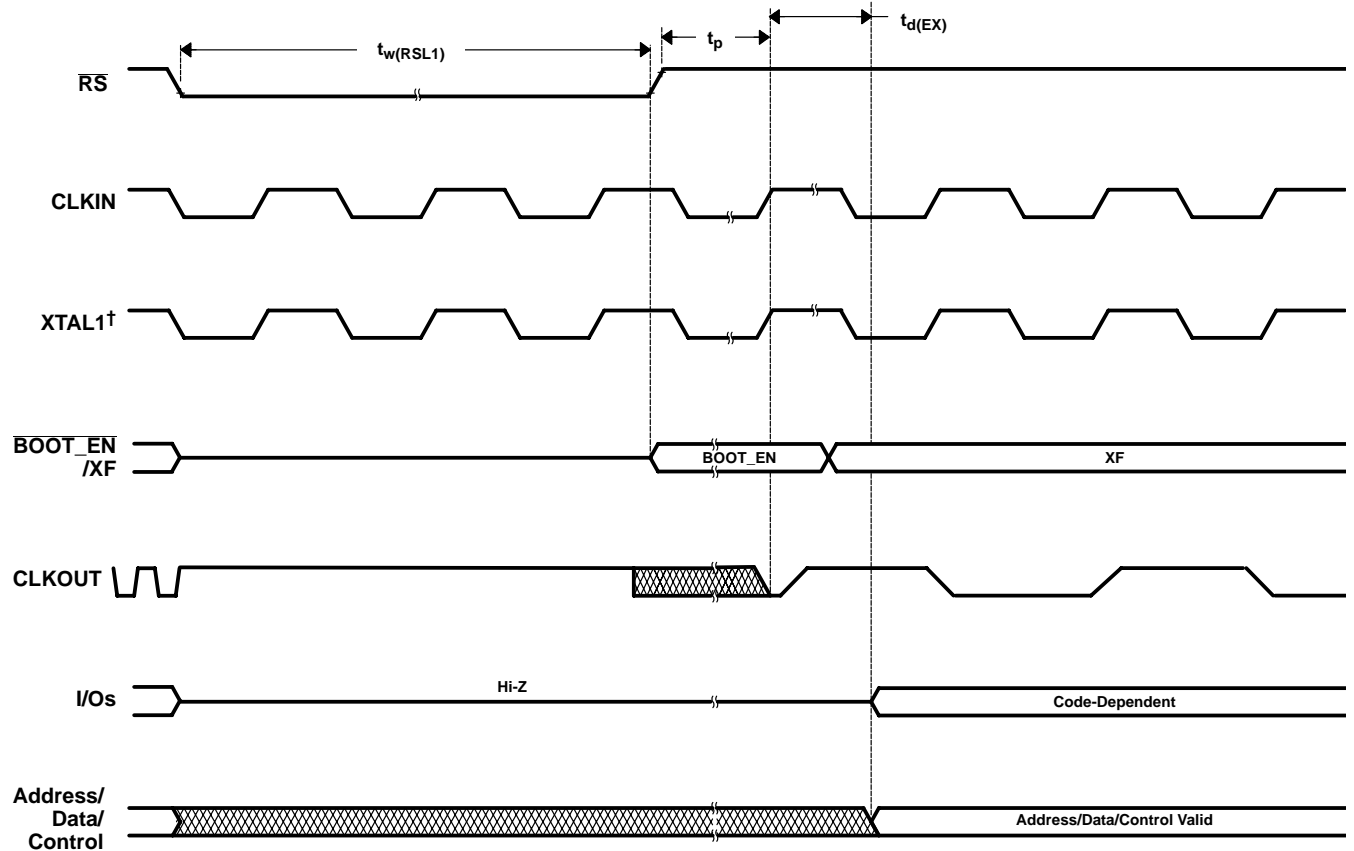 td(EX)
tw(RSL1)
tp
RS
CLKIN
XTAL1†
BOOT_EN
/XF
BOOT_EN
XF
CLKOUT
I/Os
Hi-Z
Code-Dependent
Address/
Data/
Control
Address/Data/Control Valid